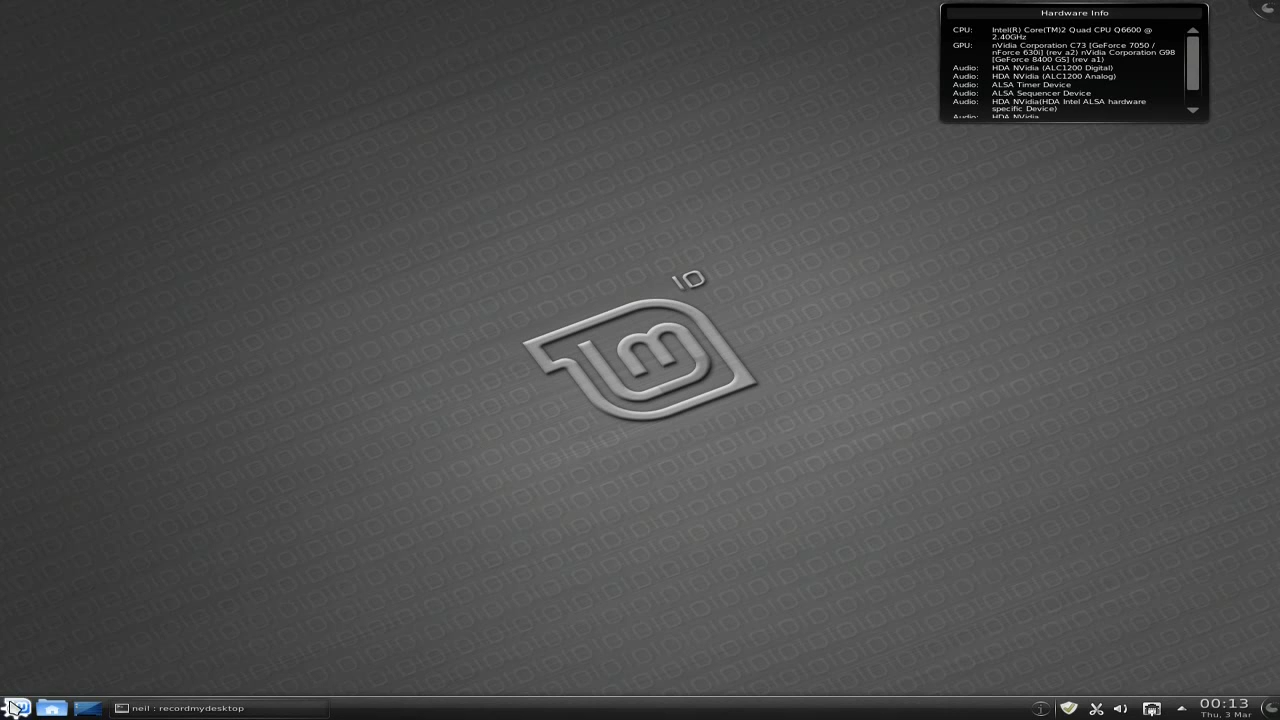 Hardware Info
CPU: Intel(R) Core(TM)2 Quad CPU Q6600 @
2.40GHz
GPU: nVidia Corporation C73 [GeForce 7050 /
nForce 630i] (rev a2) nVidia Corporation G98
[GeForce 8400 GS] (rev a1)
Audio: HDA NVidia (ALC1200 Digital)
Audio: HDA NVidia (ALC1200 Analog)
Audio: ALSA Timer Device
Audio: ALSA Sequencer Device
Audio: HDA NVidia(HDA Intel ALSA hardware
specific Device)
Audio: HDA NVidia
10
lm
neil : recordmydesktop
00:13
Thu, 3 Mar